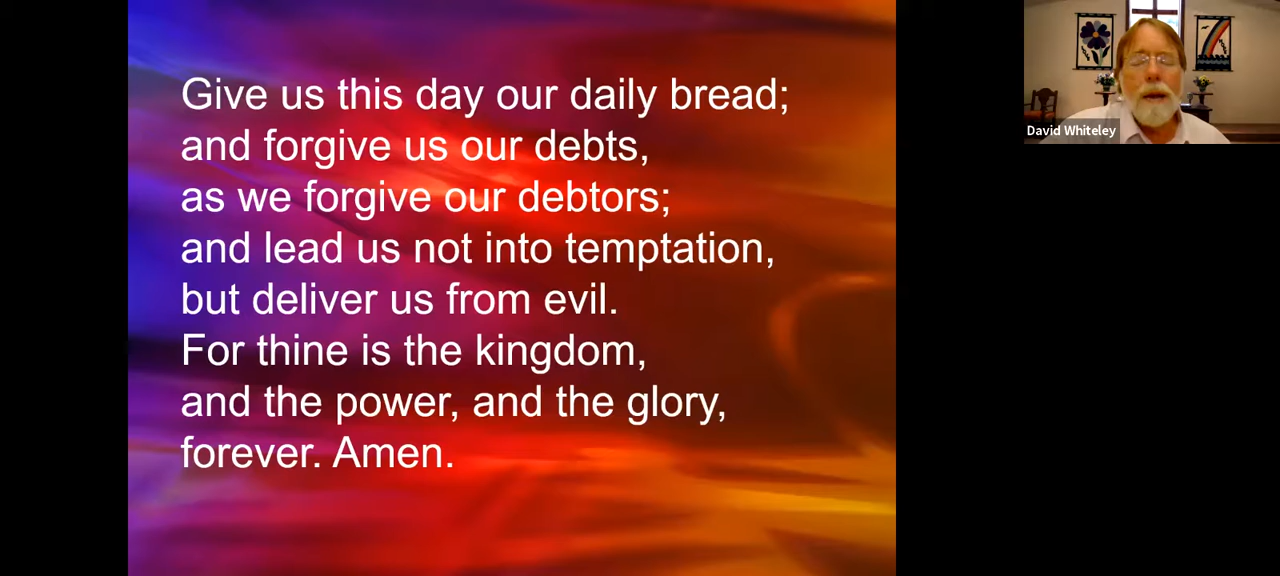 Give us this day our daily bread;
and forgive us our debts,
as we forgive our debtors;
and lead us not into temptation,
but deliver us from evil.
For thine is the kingdom,
and the power, and the glory,
forever. Amen.
David Whiteley